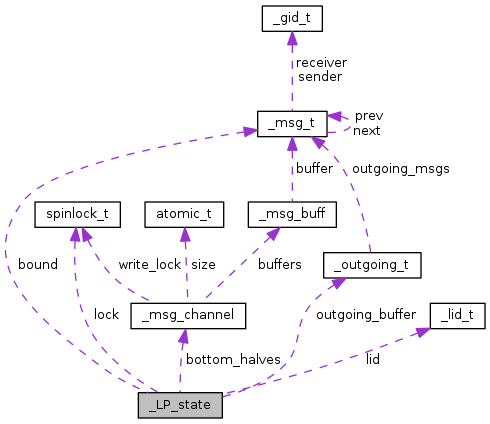 _gid_t
receiver
sender
_msg_t
prev
next
buffer
outgoing_msgs
spinlock_t
atomic_t
_msg_buff
bound
write_lock
size
buffers
_outgoing_t
lock
_msg_channel
outgoing_buffer
_lid_t
bottom_halves
lid
_LP_state